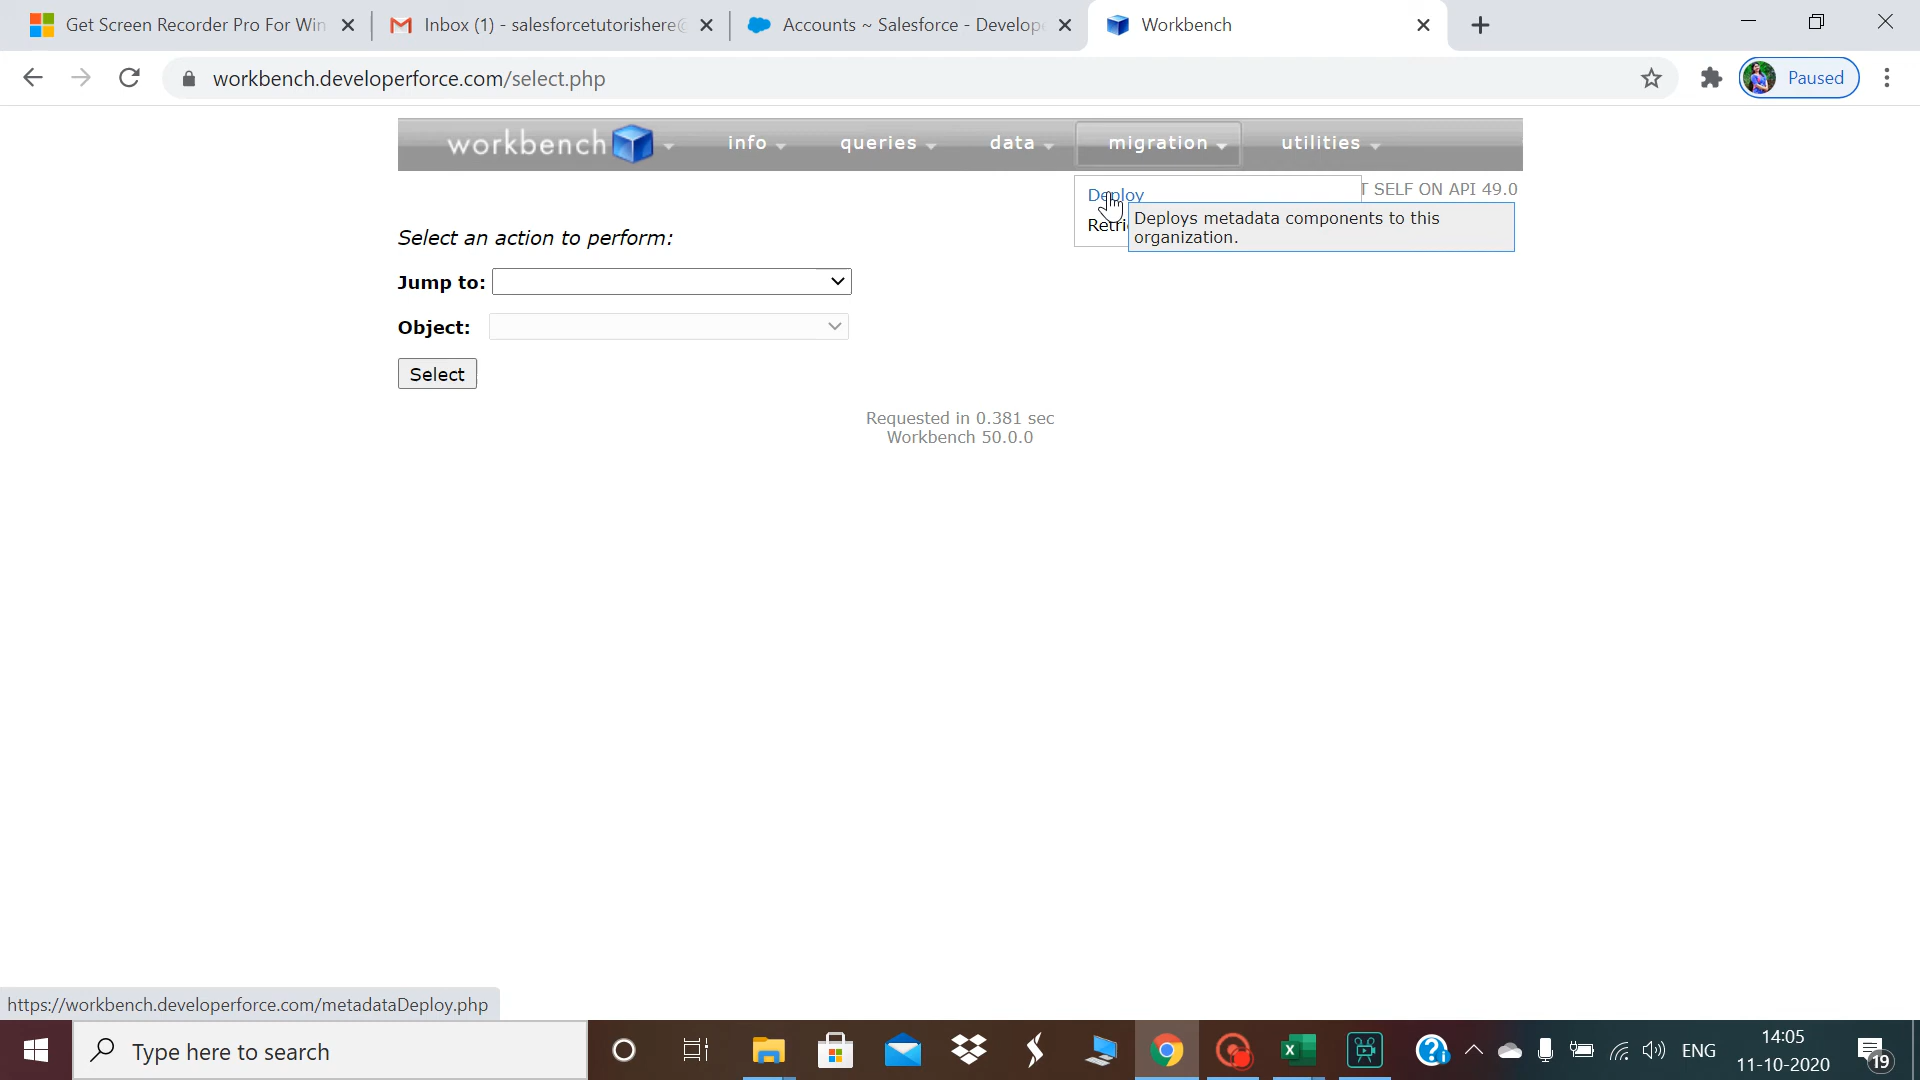 Get Screen Recorder Pro For Win
Inbox (1) - salesforcetutorishere@
Accounts ~ Salesforce - Develope
Workbench
workbench.developerforce.com/select.php
Paused
workbench
info
queries
data
migration
utilities
T SELF ON API 49.0
Deploy
Retri
Deploys metadata components to this
organization.
Select an action to perform:
Jump to:
Object:
Select
Requested in 0.381 sec
Workbench 50.0.0
https://workbench.developerforce.com/metadataDeploy.php
Type here to search
ENG
14:05
11-10-2020
19